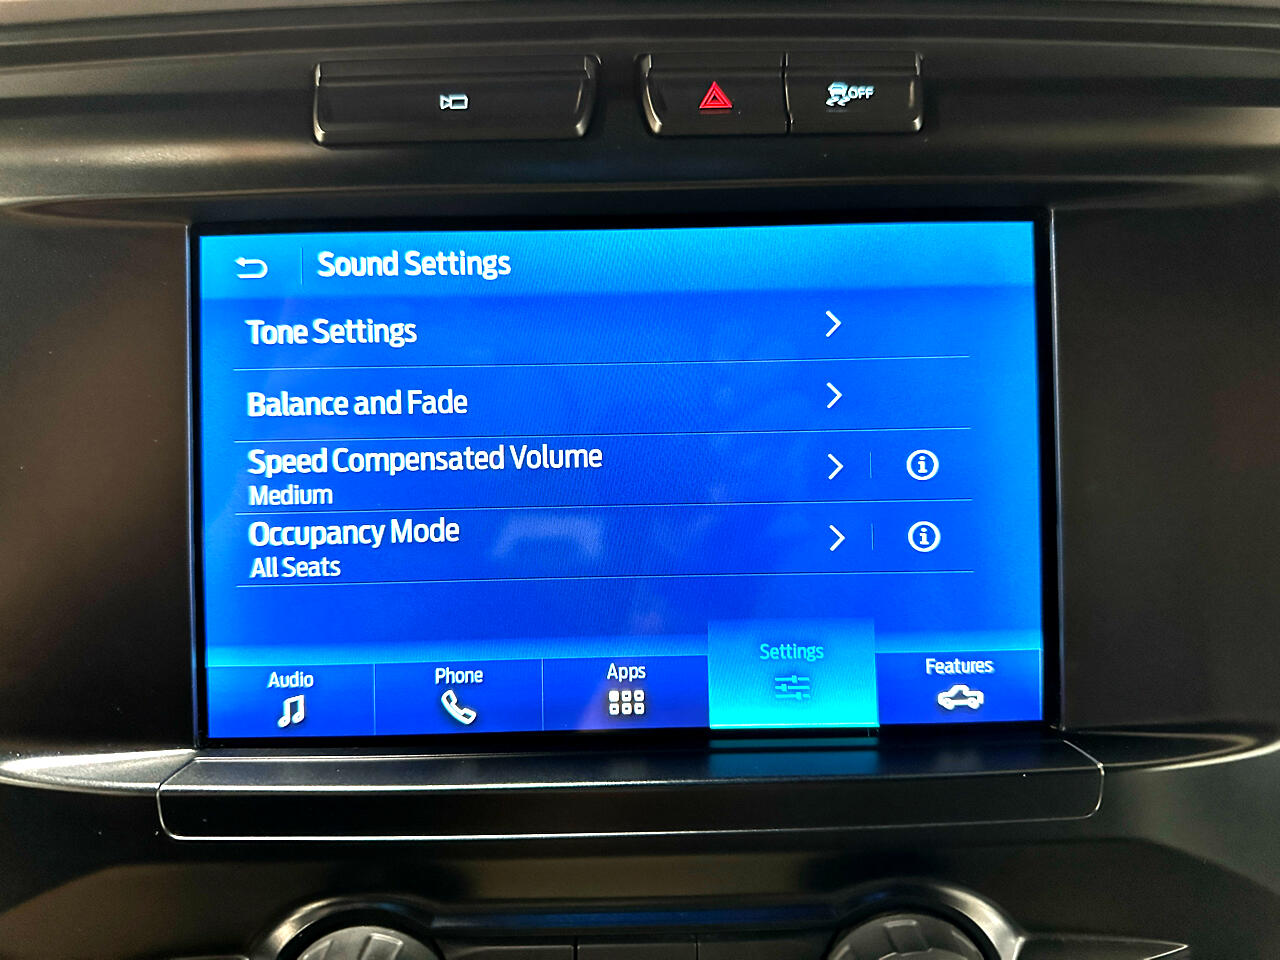 OFF
Sound Settings
Tone Settings
Balance and Fade
Speed Compensated Volume
Medium
Occupancy Mode
All Seats
Audio
Phone
Apps
Settings
Features